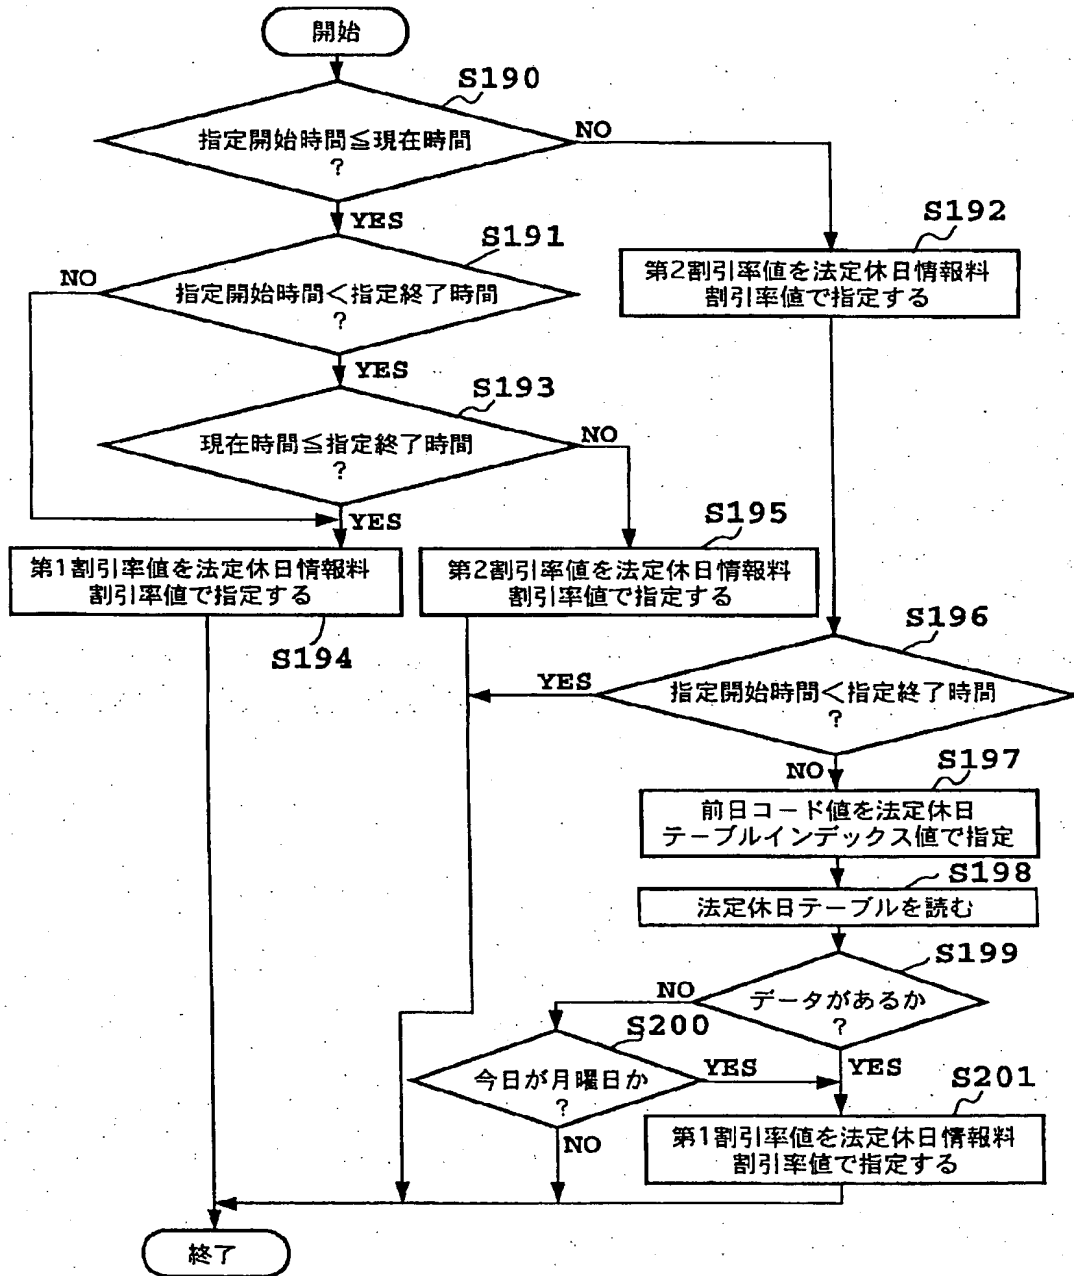 開始
S190
指定開始時間≦現在時間
?
NO
YES
S191
NO
指定開始時間<指定終了時間
?
YES
S192
第2割引率値を法定休日情報料
割引率値で指定する
S193
現在時間≦指定終了時間
?
NO
YES
第1割引率値を法定休日情報料
割引率値で指定する
S194
S195
第2割引率値を法定休日情報料
割引率値で指定する
S196
YES
指定開始時間<指定終了時間
?
NO
S197
前日コード値を法定休日
テーブルインデックス値で指定
S198
法定休日テーブルを読む
S199
NO
データがあるか
?
YES
S200
今日が月曜日か
?
YES
NO
S201
第1割引率値を法定休日情報料
割引率値で指定する
終了